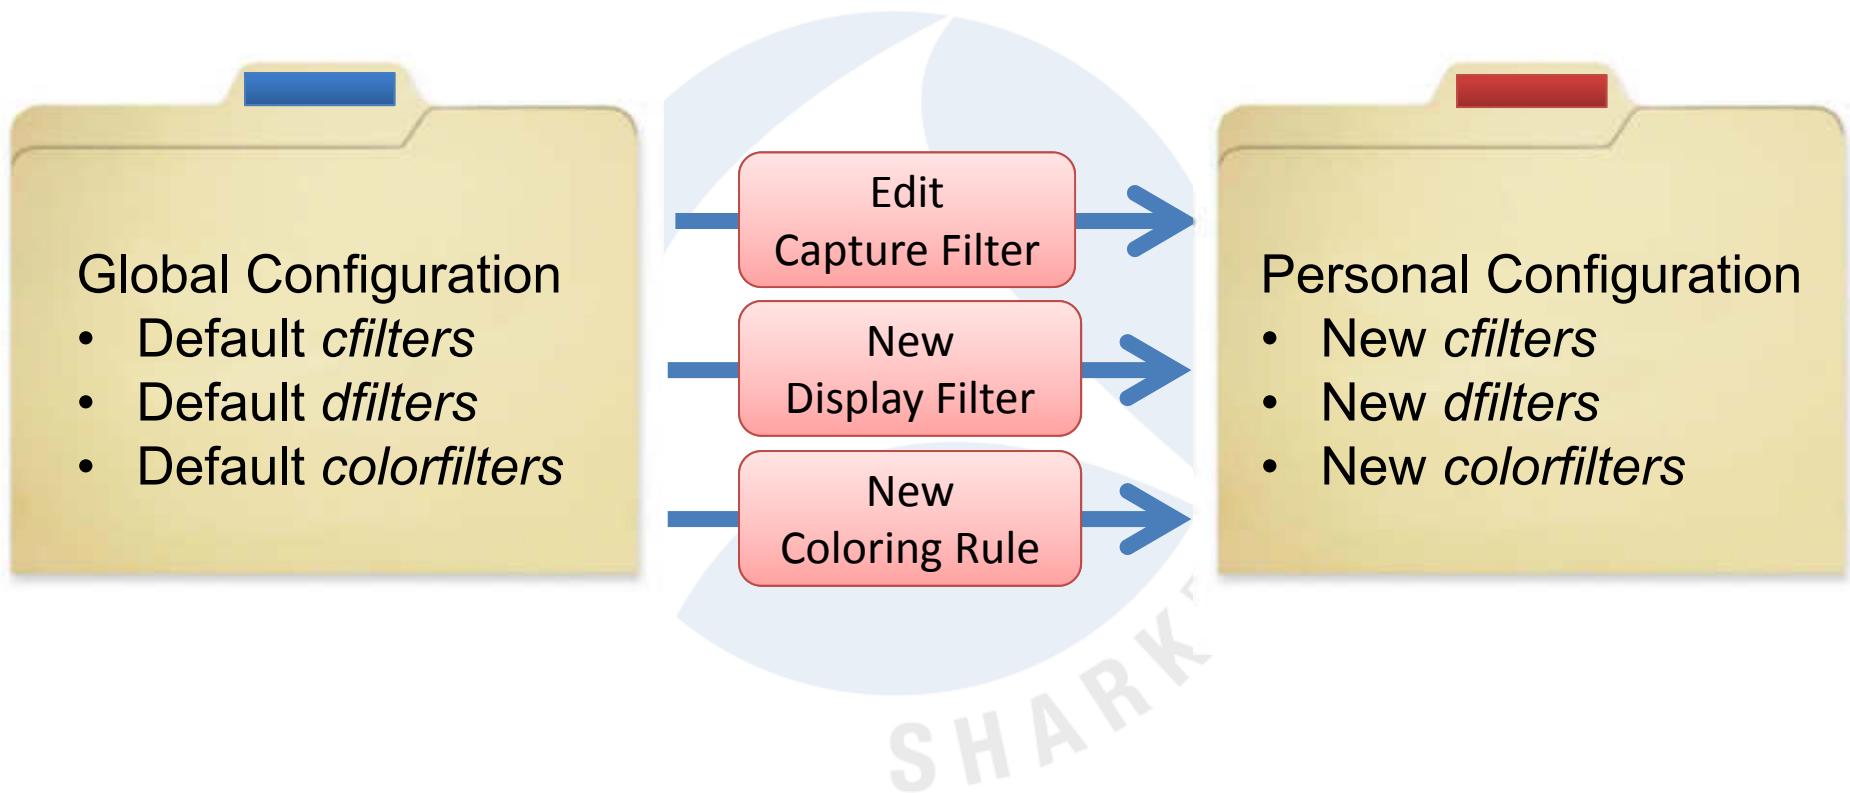 Global Configuration
• Default cfilters
• Default dfilters
• Default colorfilters
Edit
Capture Filter
New
Display Filter
New
Coloring Rule
Personal Configuration
• New cfilters
• New dfilters
• New colorfilters
SHARK